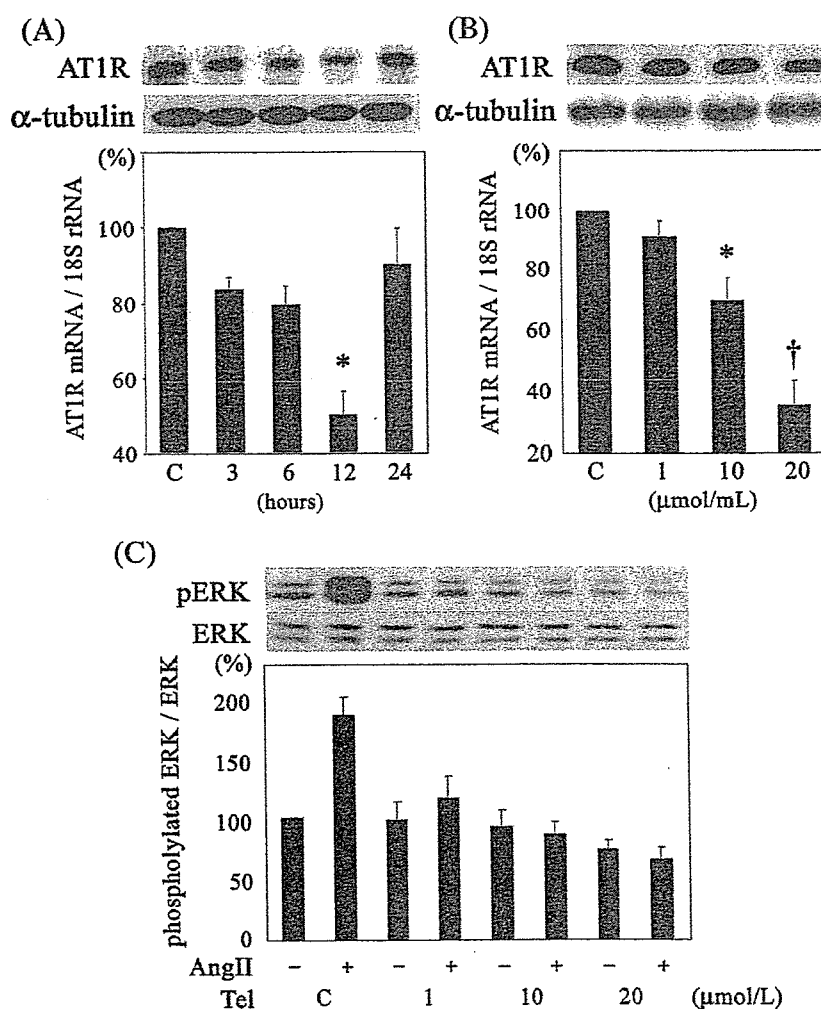 (A)
AT1R
α-tubulin
(%)
AT1R mRNA / 18S rRNA
100
80
60
40
*
C 3 6 12 24
(hours)
(B)
AT1R
α-tubulin
(%)
AT1R mRNA / 18S rRNA
100
80
60
40
20
*
†
C 1 10 20
(μmol/mL)
(C)
pERK
ERK
(%)
phospholylated ERK / ERK
200
150
100
50
0
AngII − + − + − + − +
Tel C 1 10 20 (μmol/L)